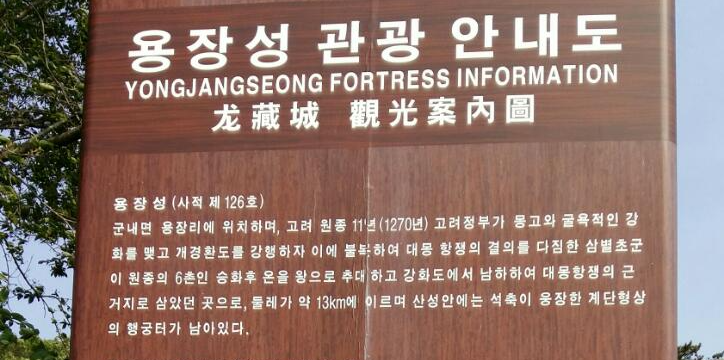 용장성 관광 안내도
YONGJANGSEONG FORTRESS INFORMATION
龙藏城 觀光案內圖
용장성 (사적 제 126호)
군내면 용장리에 위치하며, 고려 원종 11년(1270년) 고려정부가 몽고와 굴욕적인 강
화를 맺고 개경환도를 강행하자 이에 불복하여 대몽 항쟁의 결의를 다짐한 삼별초군
이 원종의 6촌인 승화후 온을 왕으로 추대하고 강화도에서 남하하여 대몽항쟁의 근
거지로 삼았던 곳으로, 둘레가 약 13km에 이르며 산성안에는 석축이 웅장한 계단형상
의 행궁터가 남아있다.